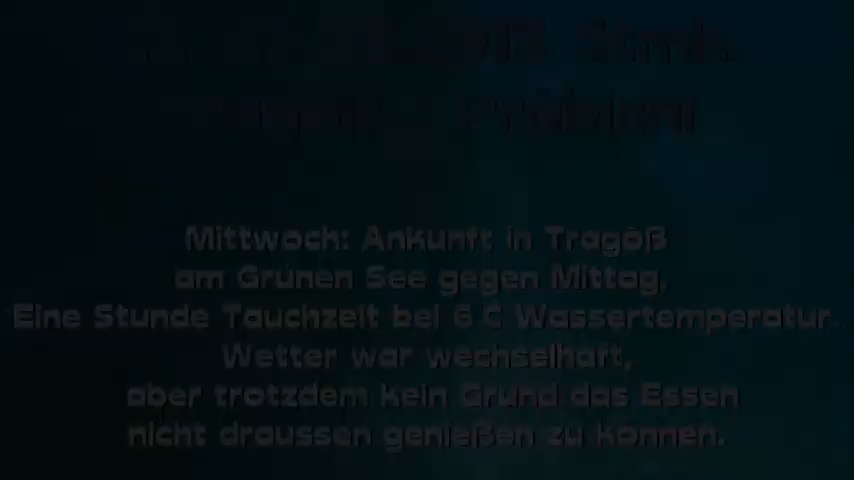 Mittwoch: Ankunft in Tragöß
am Grünen See gegen Mittag,
Eine Stunde Tauchzeit bei 6 C Wassertemperatur.
Wetter war wechselhaft,
aber trotzdem kein Grund das Essen
nicht draussen genießen zu können.